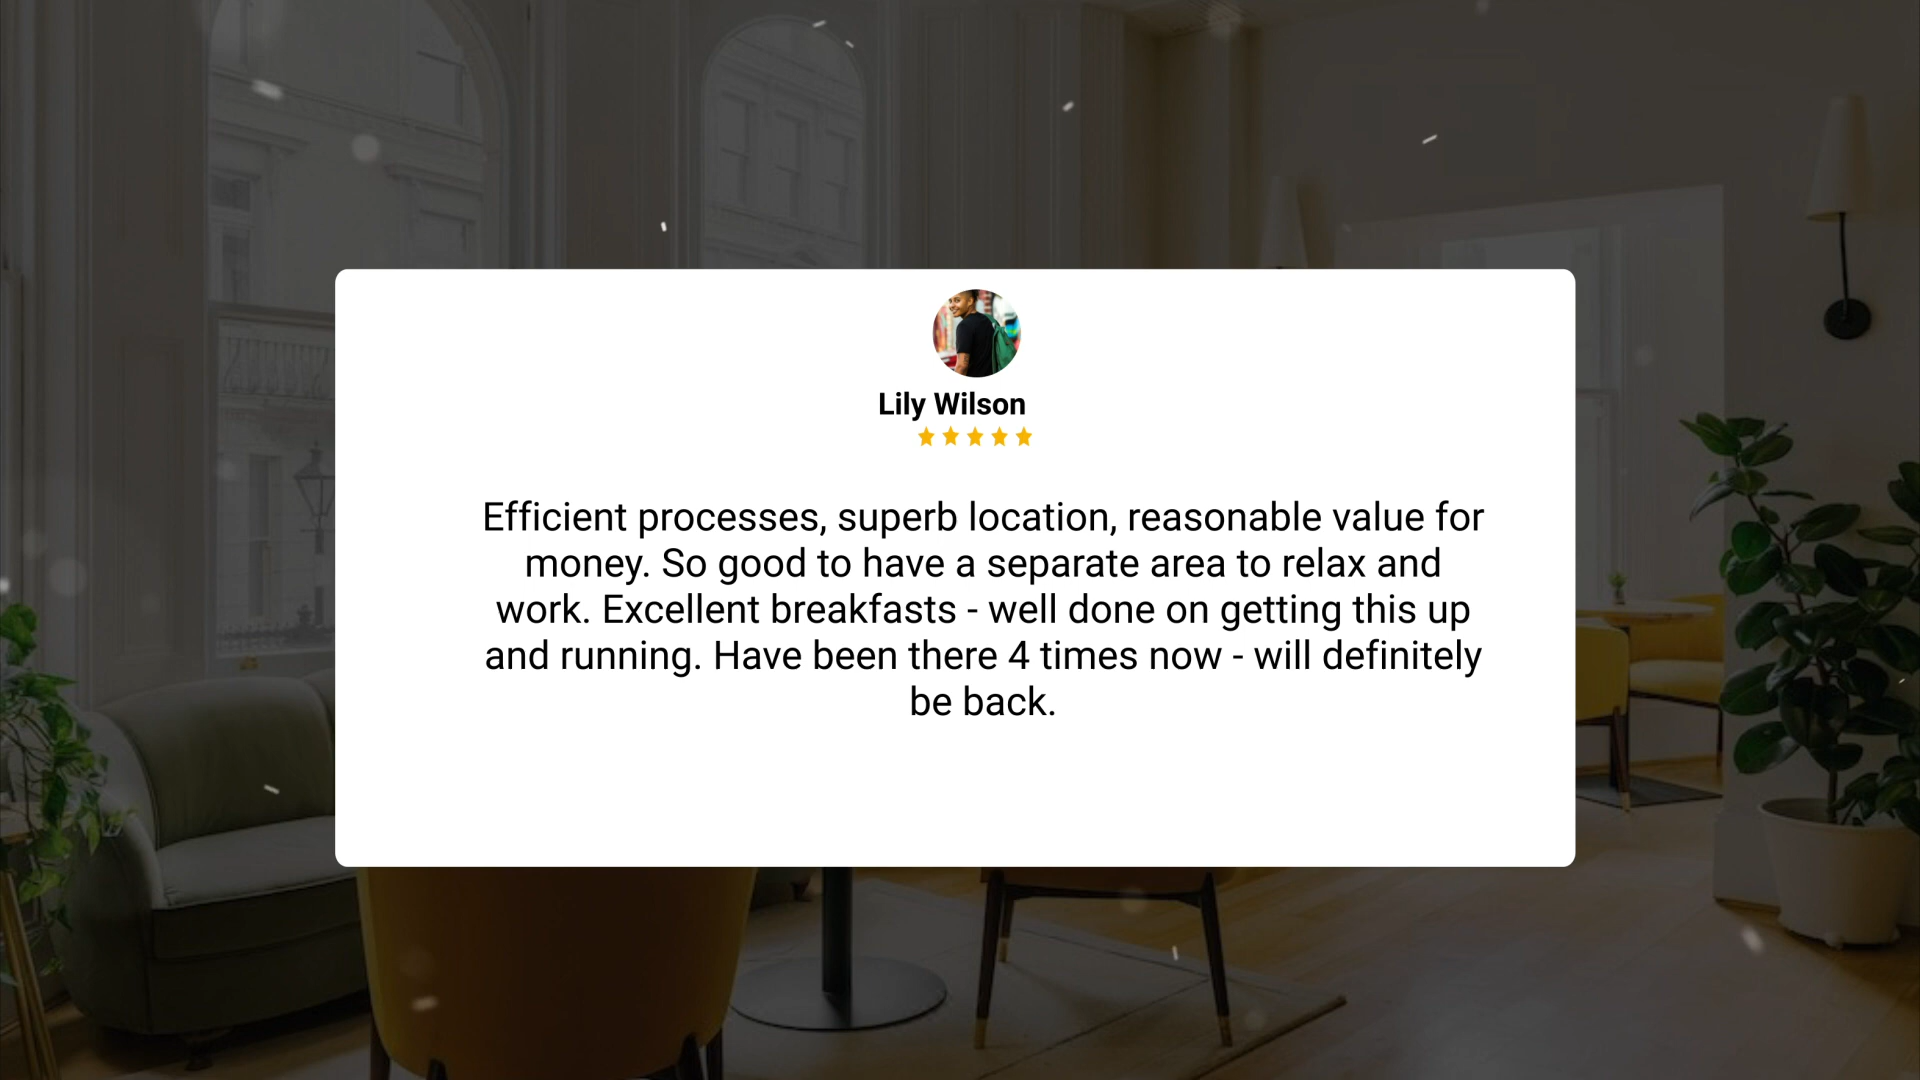 Lily Wilson
Efficient processes, superb location, reasonable value for
money. So good to have a separate area to relax and
work. Excellent breakfasts - well done on getting this up
and running. Have been there 4 times now - will definitely
be back.